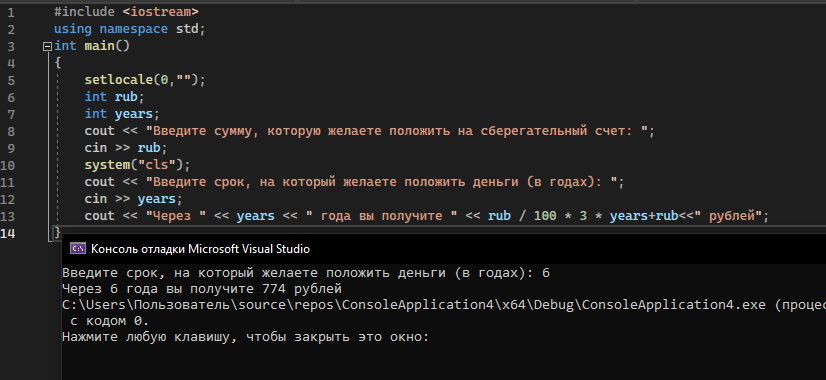 1 #include <iostream>
2 using namespace std;
3 int main()
4 {
5 setlocale(0,"");
6 int rub;
7 int years;
8 cout << "Введите сумму, которую желаете положить на сберегательный счет: ";
9 cin >> rub;
10 system("cls");
11 cout << "Введите срок, на который желаете положить деньги (в годах): ";
12 cin >> years;
13 cout << "Через " << years << " года вы получите " << rub / 100 * 3 * years+rub<<" рублей";
14 }
Консоль отладки Microsoft Visual Studio
Введите срок, на который желаете положить деньги (в годах): 6
Через 6 года вы получите 774 рублей
C:\Users\Пользователь\source\repos\ConsoleApplication4\x64\Debug\ConsoleApplication4.exe (процес
с кодом 0.
Нажмите любую клавишу, чтобы закрыть это окно: